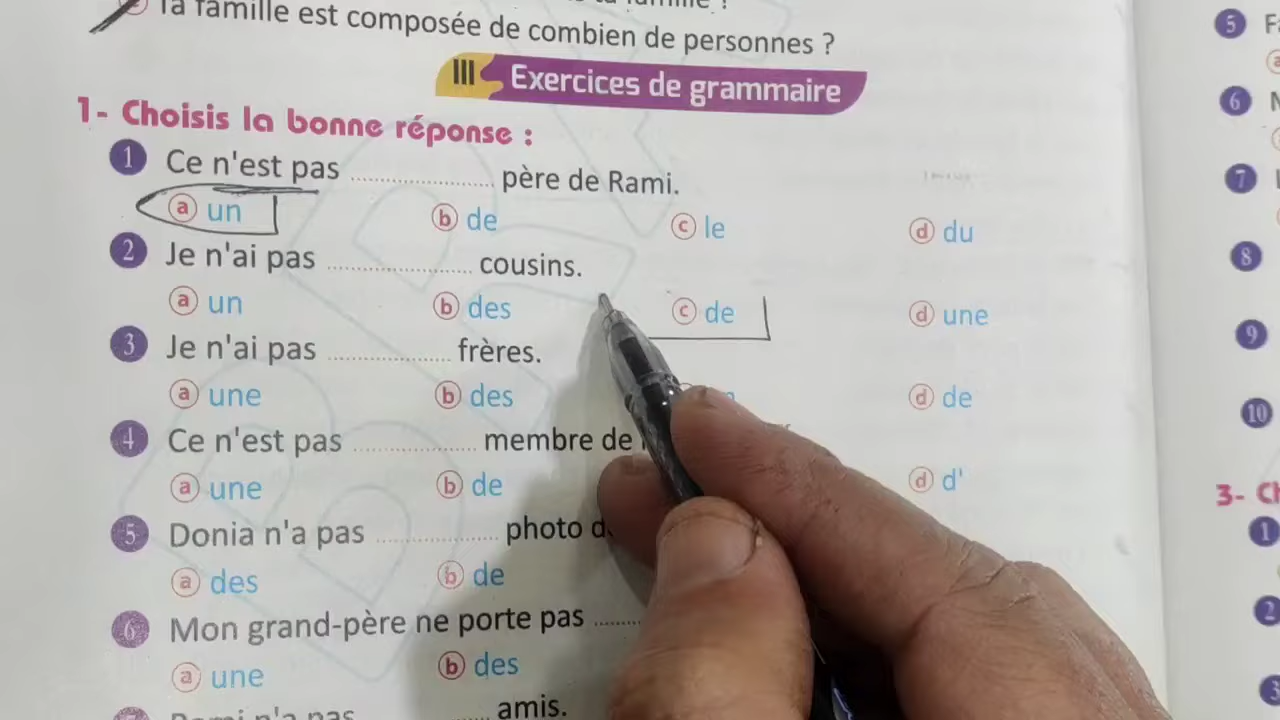 ta famille est composée de combien de personnes ?
III Exercices de grammaire
1- Choisis la bonne réponse :
1 Ce n'est pas ........................ père de Rami.
a un b de c le d du
2 Je n'ai pas ........................ cousins.
a un b des c de d une
3 Je n'ai pas ........................ frères.
a une b des d de
4 Ce n'est pas ........................ membre de
a une b de d d'
5 Donia n'a pas ........................ photo
a des b de
6 Mon grand-père ne porte pas ........
a une b des
Rami n'a pas amis.
5
6
7
8
9
10
3- Ch
1
2
3